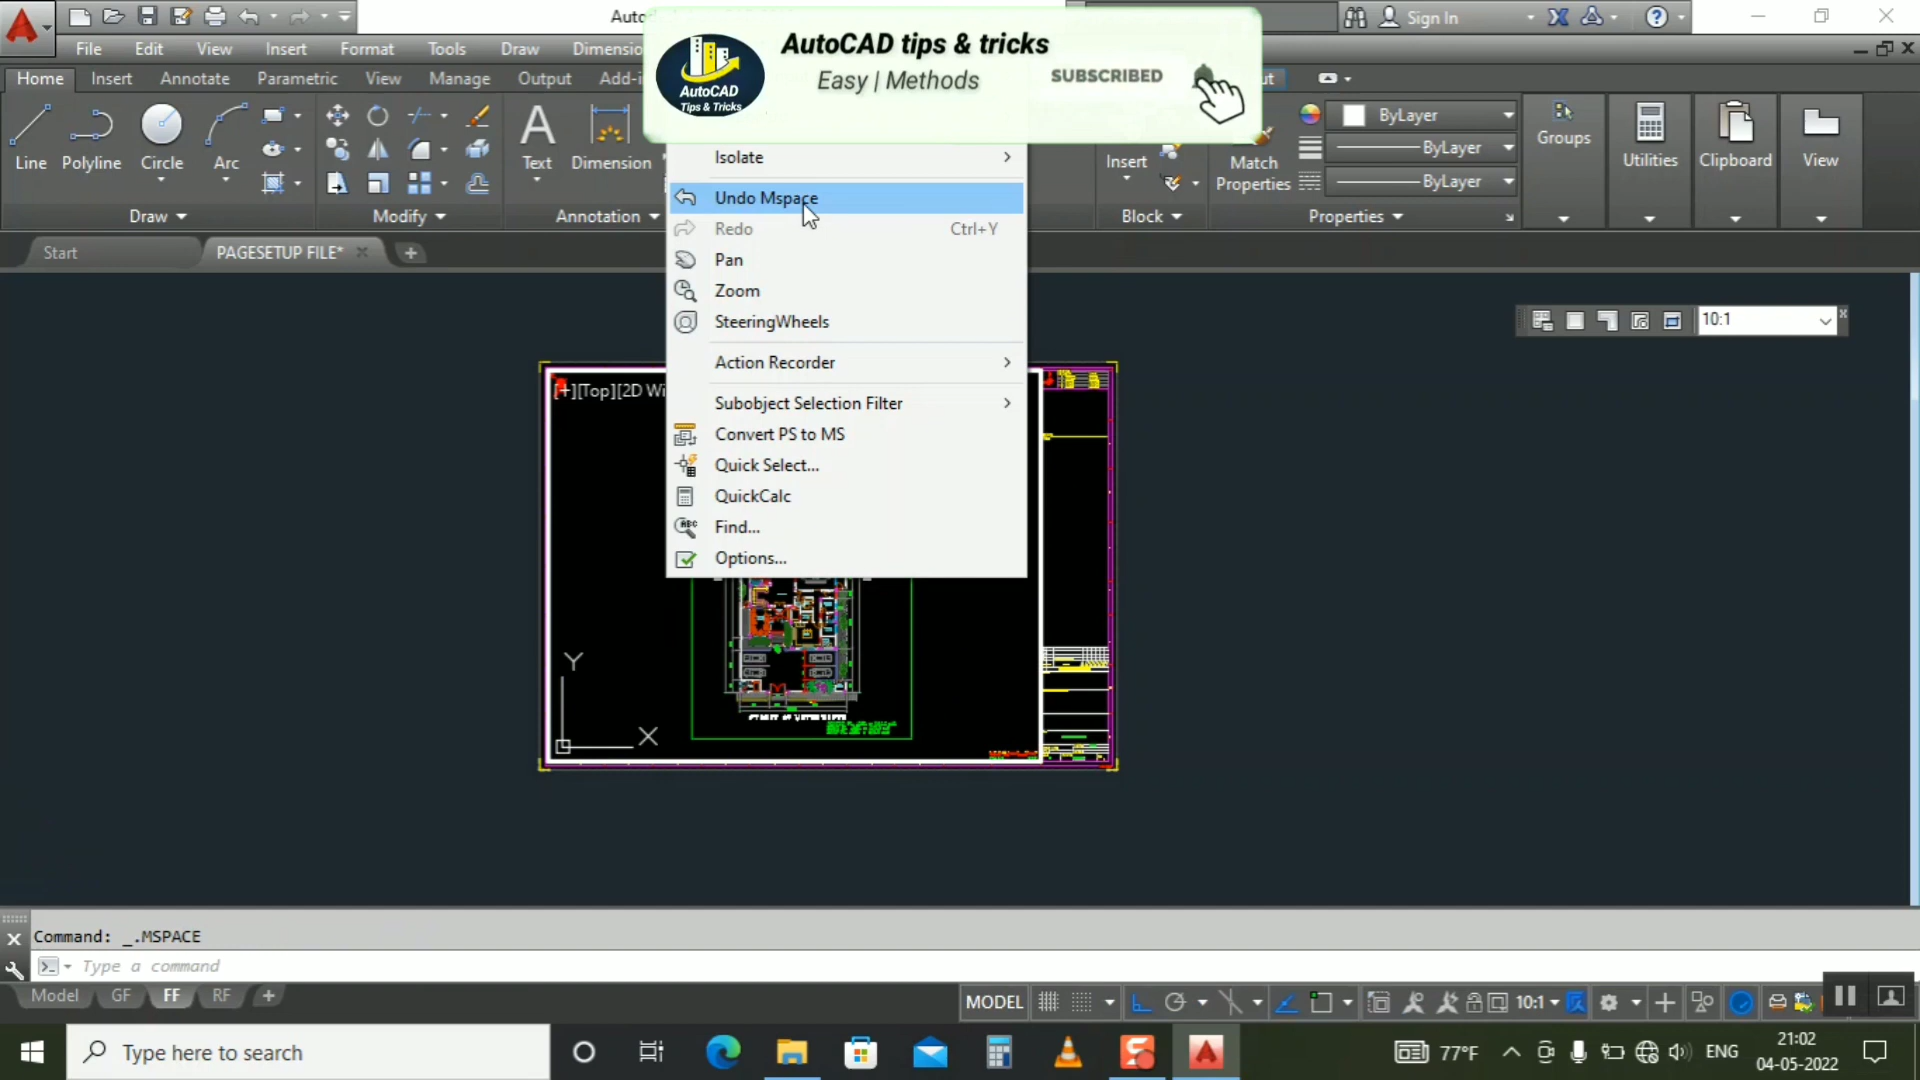 Sign In
File Edit View Insert Format Tools Draw
AutoCAD tips & tricks
Easy | Methods
SUBSCRIBED
AutoCAD
Tips & Tricks
Home Insert Annotate Parametric View Manage Output
Line Polyline Circle Arc
Text Dimension
Insert
Match
Properties
ByLayer
ByLayer
ByLayer
Groups
Utilities
Clipboard
View
Draw Modify Annotation Block Properties
Start PAGESETUP FILE*
Isolate
Undo Mspace
Redo Ctrl+Y
Pan
Zoom
SteeringWheels
Action Recorder
Subobject Selection Filter
Convert PS to MS
Quick Select...
QuickCalc
Find...
Options...
10:1
[+][Top][2D Wi
Y
X
Command: _.MSPACE
Type a command
Model GF FF RF
MODEL 10:1
Type here to search
77°F ENG
21:02
04-05-2022